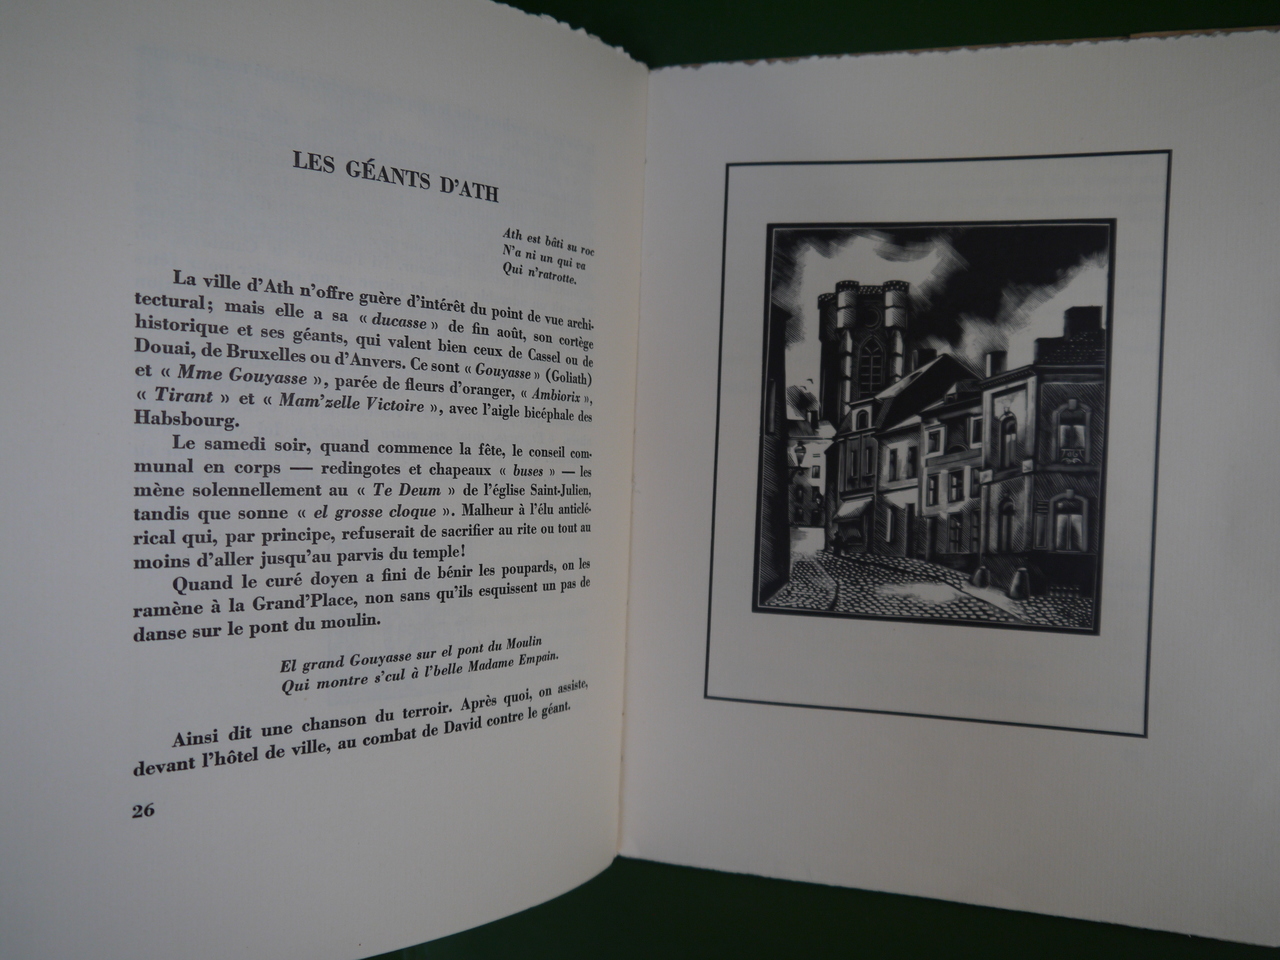 LES GÉANTS D'ATH
Ath est bâti su roc
N'a ni un qui va
Qui n'ratrotte.
La ville d'Ath n'offre guère d'intérêt du point de vue archi-
tectural; mais elle a sa « ducasse » de fin août, son cortège
historique et ses géants, qui valent bien ceux de Cassel ou de
Douai, de Bruxelles ou d'Anvers. Ce sont « Gouyasse » (Goliath)
et « Mme Gouyasse », parée de fleurs d'oranger, « Ambiorix »,
« Tirant » et « Mam'zelle Victoire », avec l'aigle bicéphale des
Habsbourg.
Le samedi soir, quand commence la fête, le conseil com-
munal en corps — redingotes et chapeaux « buses » — les
mène solennellement au « Te Deum » de l'église Saint-Julien,
tandis que sonne « el grosse cloque ». Malheur à l'élu anticlé-
rical qui, par principe, refuserait de sacrifier au rite ou tout au
moins d'aller jusqu'au parvis du temple!
Quand le curé doyen a fini de bénir les poupards, on les
ramène à la Grand'Place, non sans qu'ils esquissent un pas de
danse sur le pont du moulin.
El grand Gouyasse sur el pont du Moulin
Qui montre s'cul à l'belle Madame Empain.
Ainsi dit une chanson du terroir. Après quoi, on assiste,
devant l'hôtel de ville, au combat de David contre le géant.
26